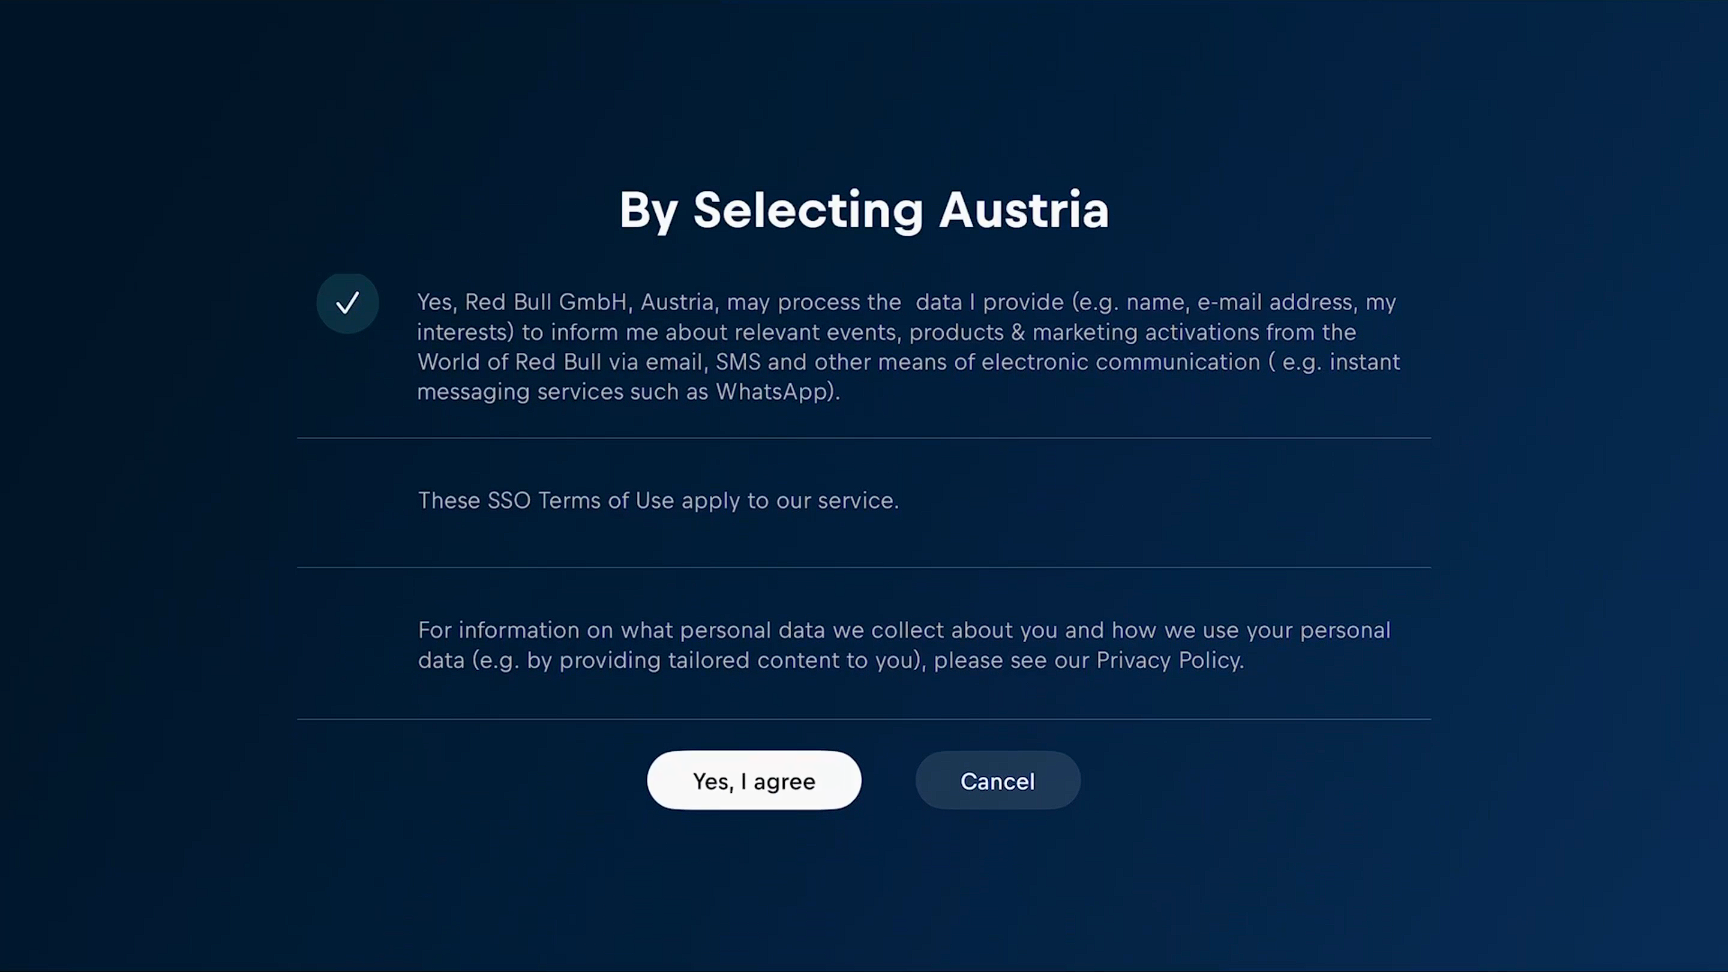 By Selecting Austria
Yes, Red Bull GmbH, Austria, may process the data I provide (e.g. name, e-mail address, my
interests) to inform me about relevant events, products & marketing activations from the
World of Red Bull via email, SMS and other means of electronic communication ( e.g. instant
messaging services such as WhatsApp).
These SSO Terms of Use apply to our service.
For information on what personal data we collect about you and how we use your personal
data (e.g. by providing tailored content to you), please see our Privacy Policy.
Yes, I agree
Cancel